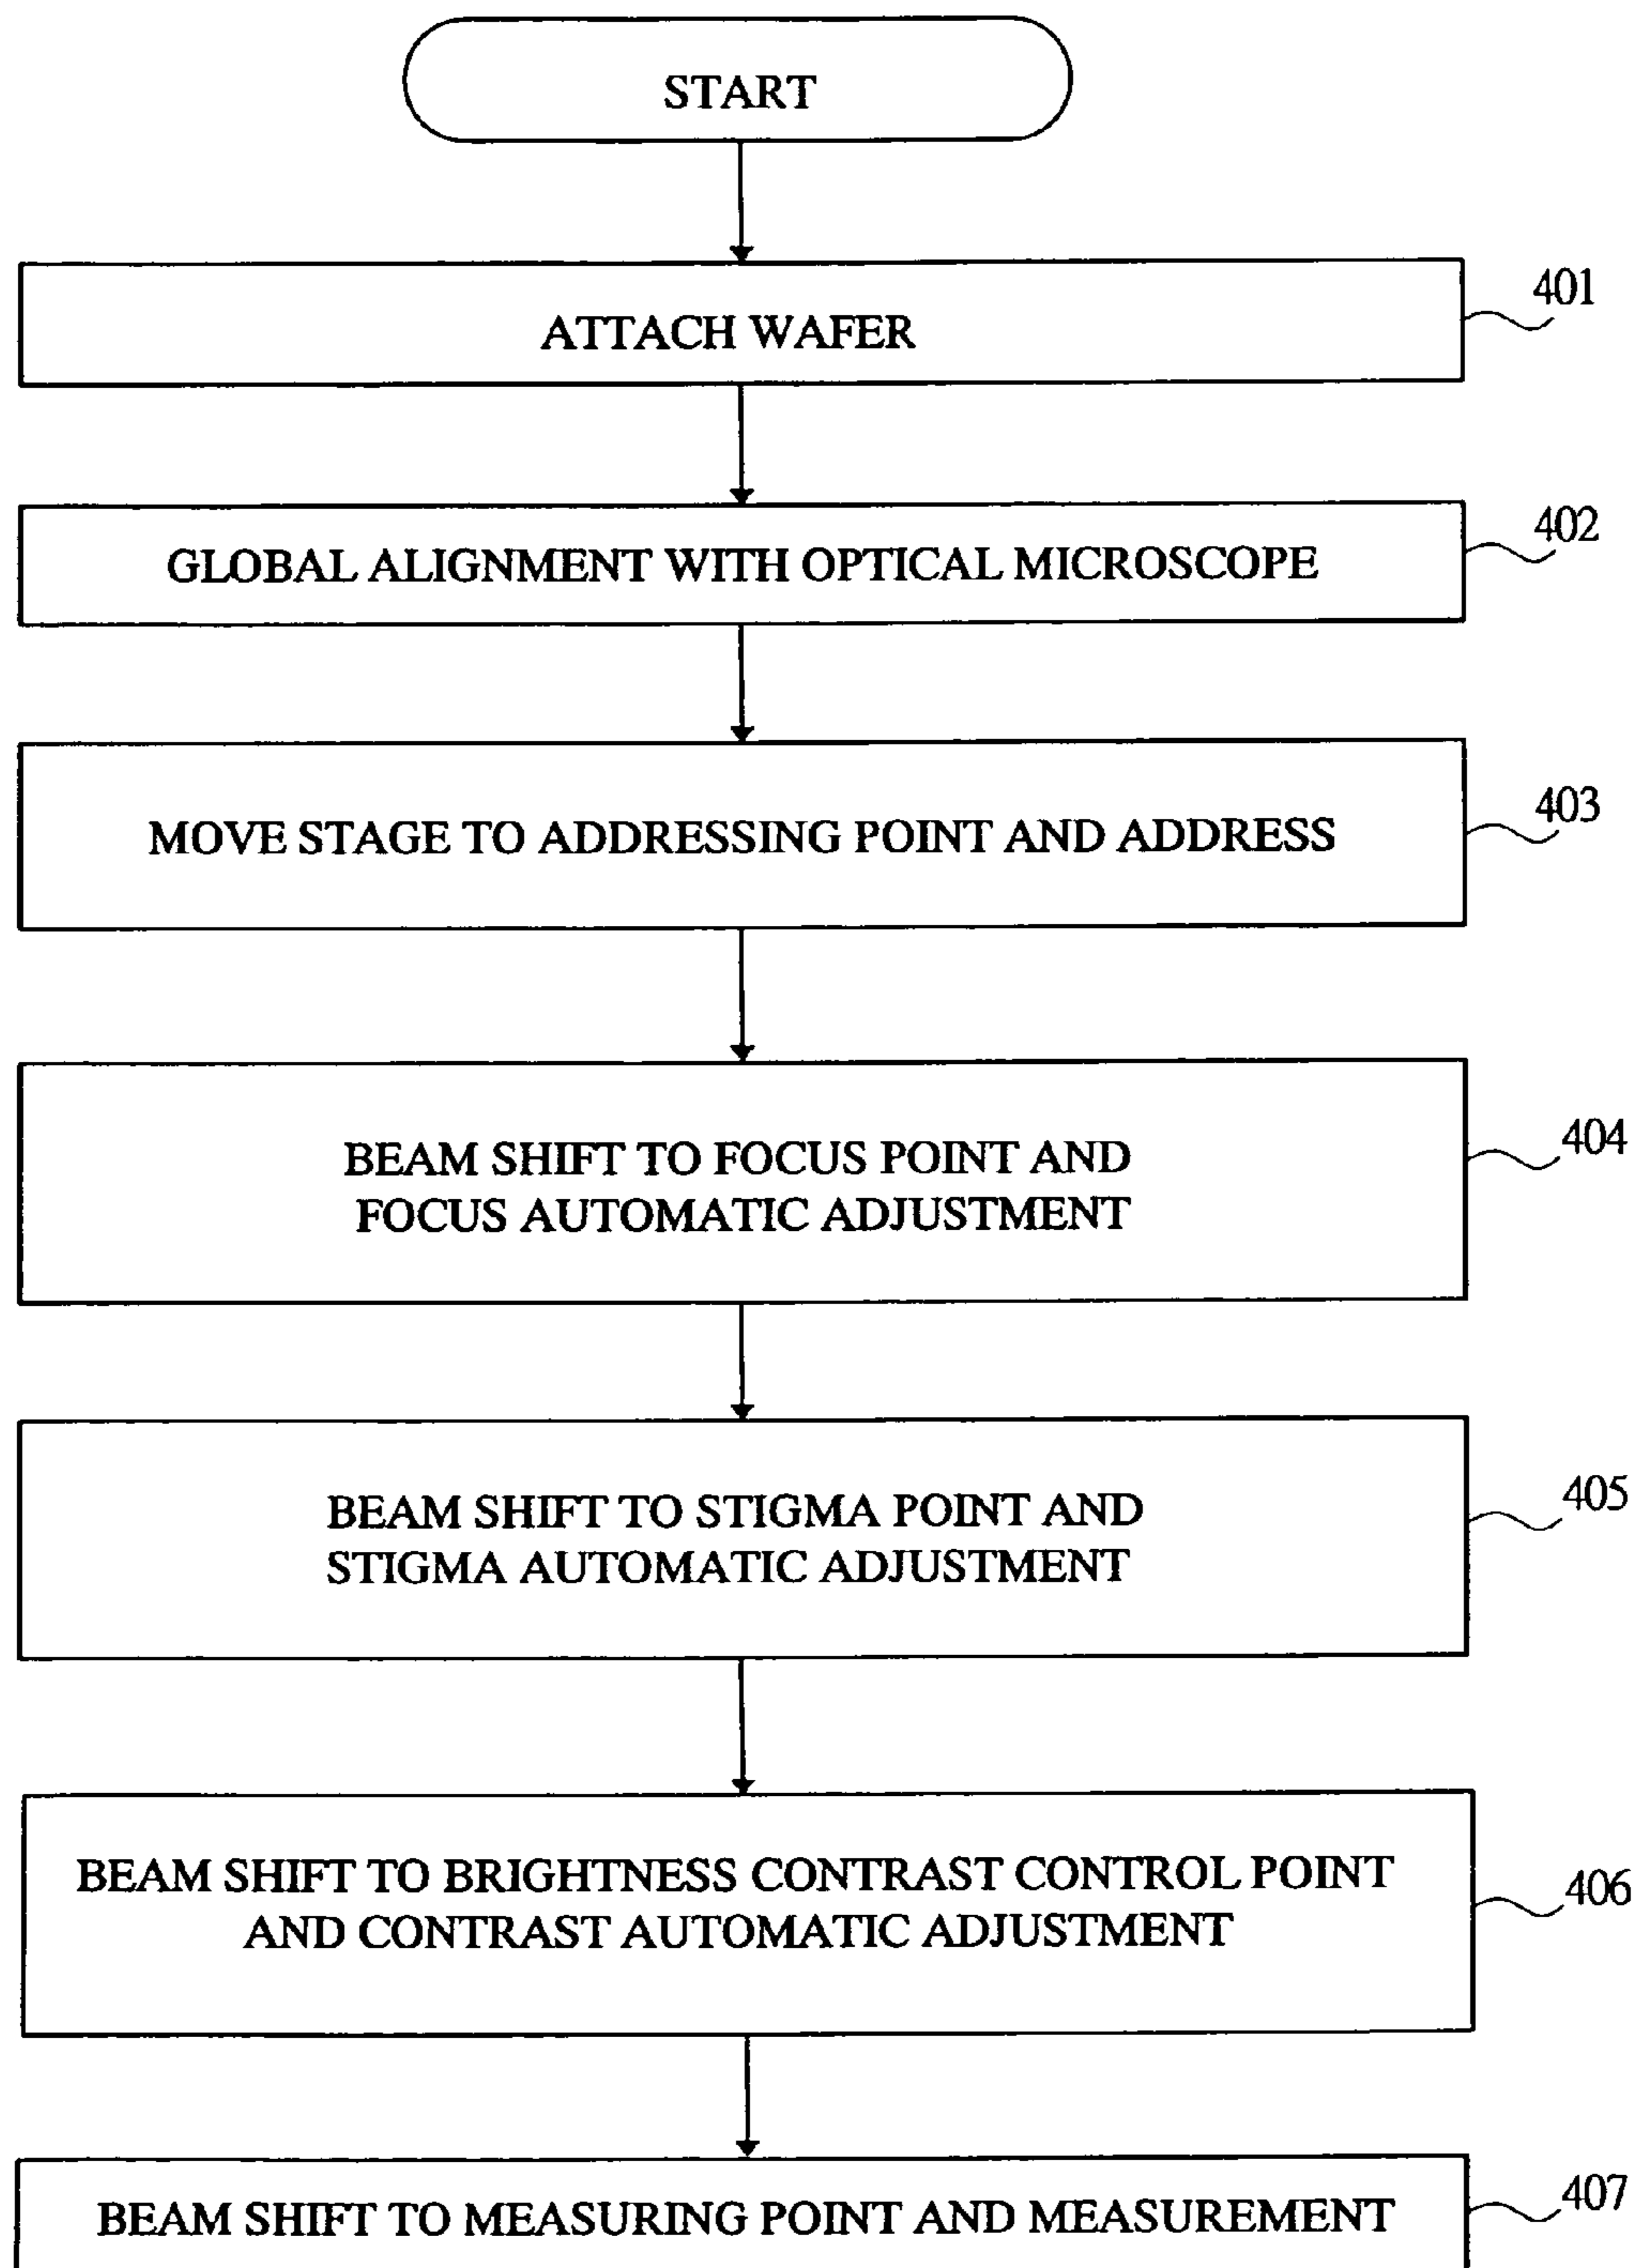 START
ATTACH WAFER
401
GLOBAL ALIGNMENT WITH OPTICAL MICROSCOPE
402
MOVE STAGE TO ADDRESSING POINT AND ADDRESS
403
BEAM SHIFT TO FOCUS POINT AND
FOCUS AUTOMATIC ADJUSTMENT
404
BEAM SHIFT TO STIGMA POINT AND
STIGMA AUTOMATIC ADJUSTMENT
405
BEAM SHIFT TO BRIGHTNESS CONTRAST CONTROL POINT
AND CONTRAST AUTOMATIC ADJUSTMENT
406
BEAM SHIFT TO MEASURING POINT AND MEASUREMENT
407